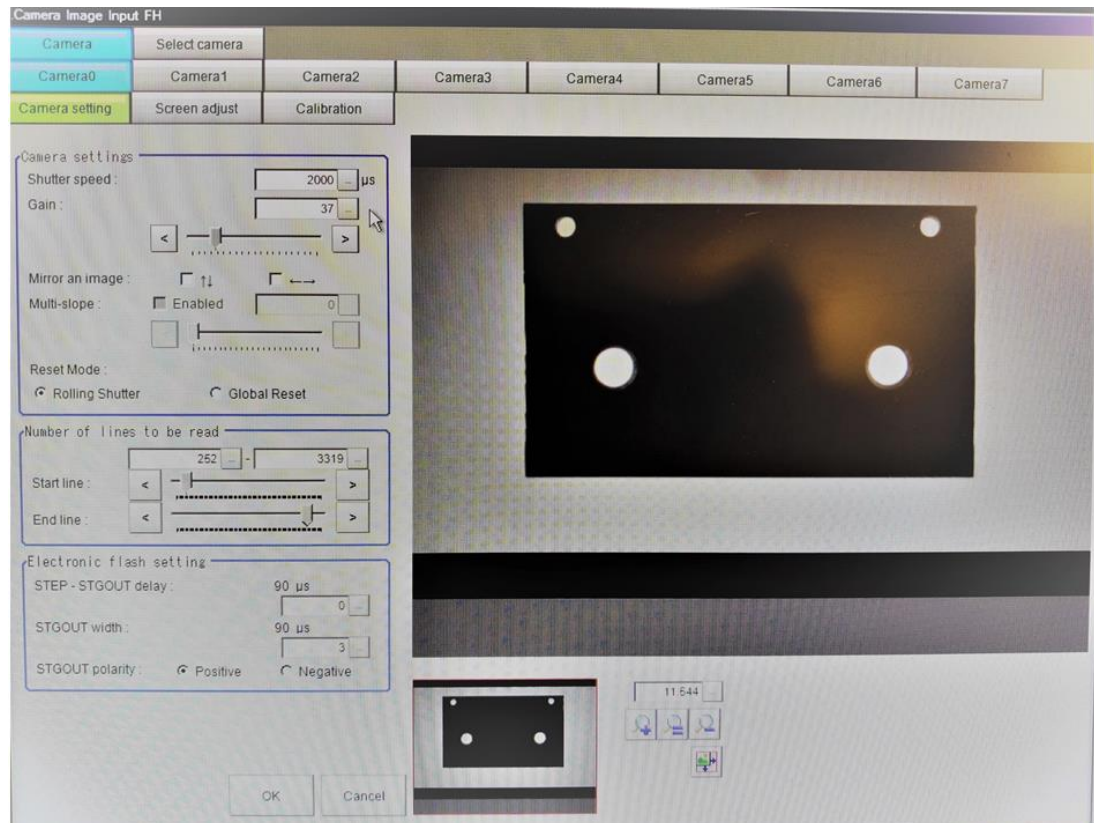 Camera Image Input FH
Camera Select camera
Camera0 Camera1 Camera2 Camera3 Camera4 Camera5 Camera6 Camera7
Camera setting Screen adjust Calibration
Camera settings
Shutter speed : 2000 ... µs
Gain : 37 ...
< >
Mirror an image : ↑↓ ←→
Multi-slope : Enabled 0
Reset Mode :
Rolling Shutter Global Reset
Number of lines to be read
252 ... - 3319 ...
Start line : < >
End line : < >
Electronic flash setting
STEP - STGOUT delay : 90 µs
0 ...
STGOUT width : 90 µs
3 ...
STGOUT polarity : Positive Negative
11.544 ...
OK Cancel